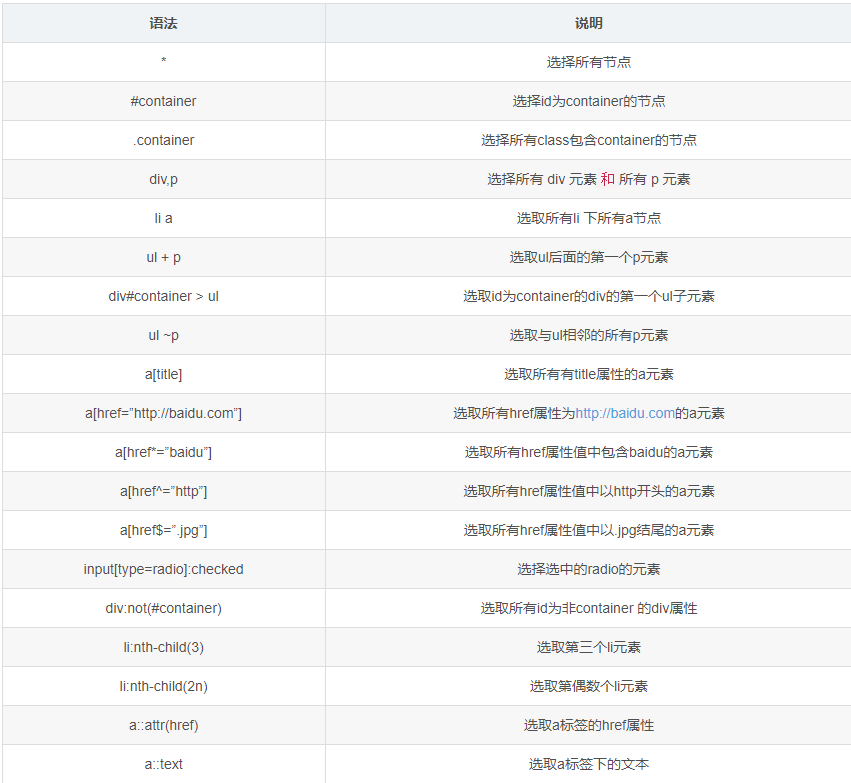 语法 说明
* 选择所有节点
#container 选择id为container的节点
.container 选择所有class包含container的节点
div,p 选择所有 div 元素 和 所有 p 元素
li a 选取所有li 下所有a节点
ul + p 选取ul后面的第一个p元素
div#container > ul 选取id为container的div的第一个ul子元素
ul ~p 选取与ul相邻的所有p元素
a[title] 选取所有有title属性的a元素
a[href=”http://baidu.com”] 选取所有href属性为http://baidu.com的a元素
a[href*=”baidu”] 选取所有href属性值中包含baidu的a元素
a[href^=”http”] 选取所有href属性值中以http开头的a元素
a[href$=”.jpg”] 选取所有href属性值中以.jpg结尾的a元素
input[type=radio]:checked 选择选中的radio的元素
div:not(#container) 选取所有id为非container 的div属性
li:nth-child(3) 选取第三个li元素
li:nth-child(2n) 选取第偶数个li元素
a::attr(href) 选取a标签的href属性
a::text 选取a标签下的文本